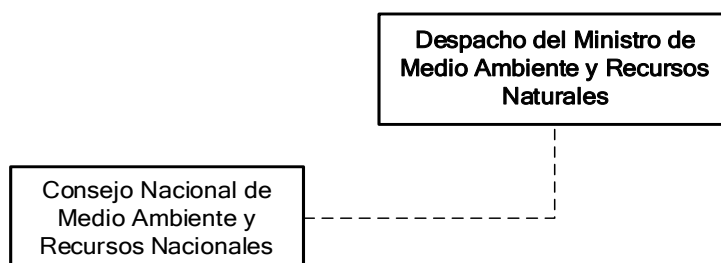 Despacho del Ministro de
Medio Ambiente y Recursos
Naturales
Consejo Nacional de
Medio Ambiente y
Recursos Nacionales